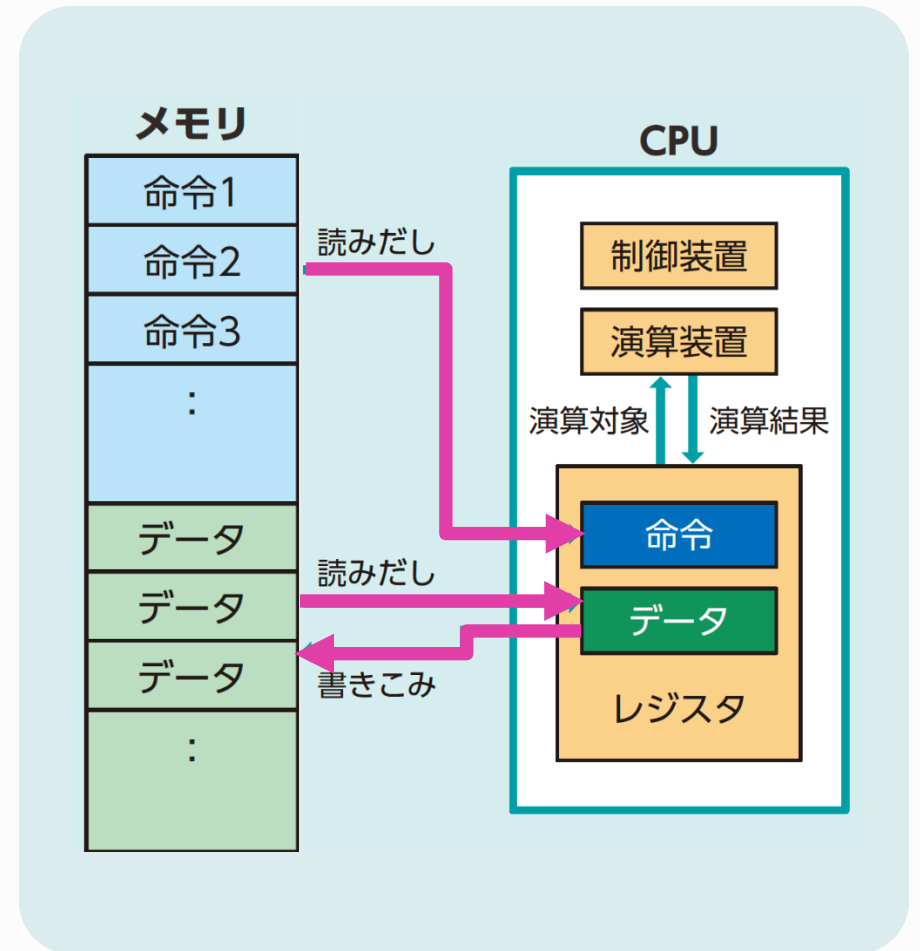 メモリ
命令1
命令2
命令3
:
データ
データ
データ
:
読みだし
読みだし
書きこみ
CPU
制御装置
演算装置
演算対象
演算結果
命令
データ
レジスタ